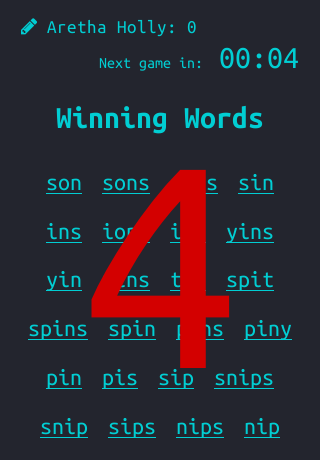 Aretha Holly: 0
Next game in: 00:04
Winning Words
son sons sin
ins yins
yin spit
spins spin piny
pin pis sip snips
snip sips nips nip
4